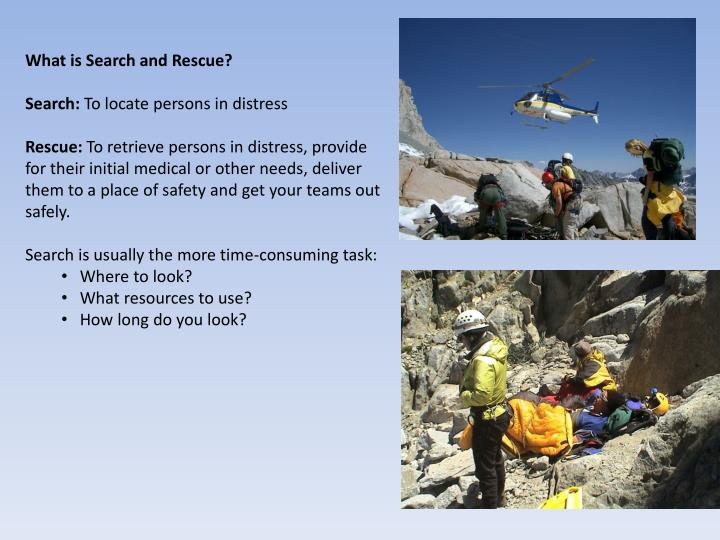 What is Search and Rescue?
Search: To locate persons in distress
Rescue: To retrieve persons in distress, provide
for their initial medical or other needs, deliver
them to a place of safety and get your teams out
safely.
Search is usually the more time-consuming task:
• Where to look?
• What resources to use?
• How long do you look?